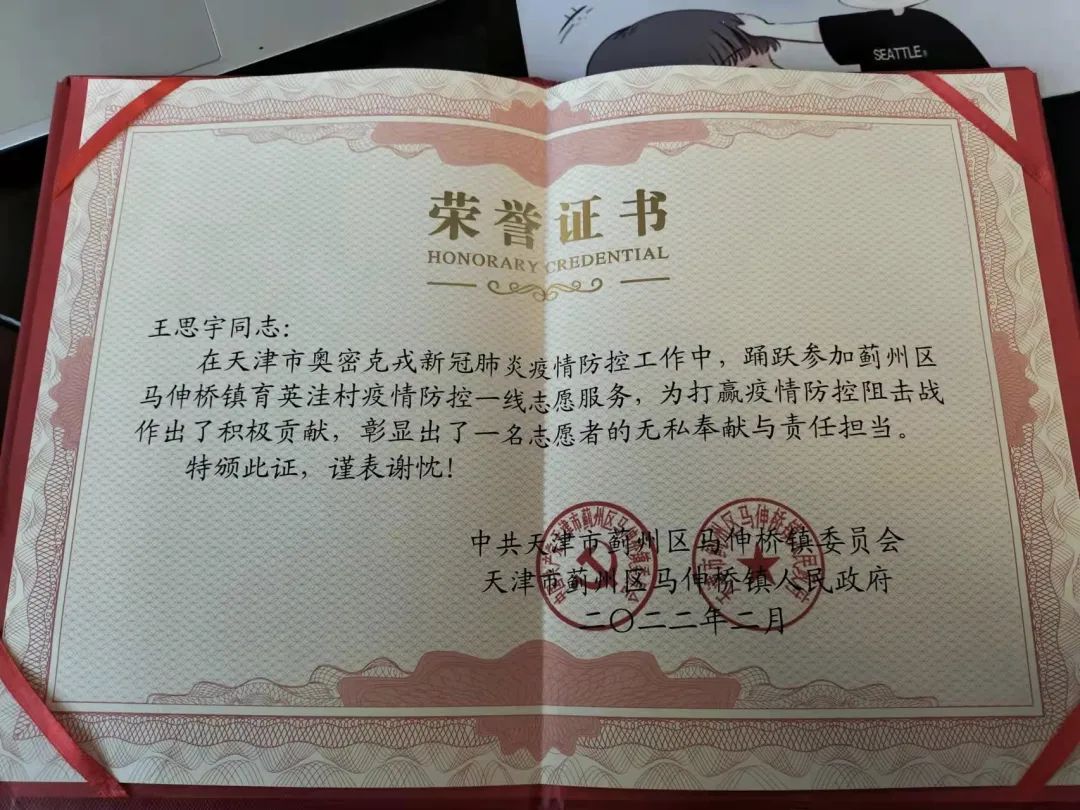 SEATTLE
荣誉证书
HONORARY CREDENTIAL
王思宇同志：
在天津市奥密克戎新冠肺炎疫情防控工作中，踊跃参加蓟州区
马伸桥镇育英洼村疫情防控一线志愿服务，为打赢疫情防控阻击战
作出了积极贡献，彰显出了一名志愿者的无私奉献与责任担当。
特颁此证，谨表谢忱！
中共天津市蓟州区马伸桥镇委员会
天津市蓟州区马伸桥镇人民政府
二〇二二年二月